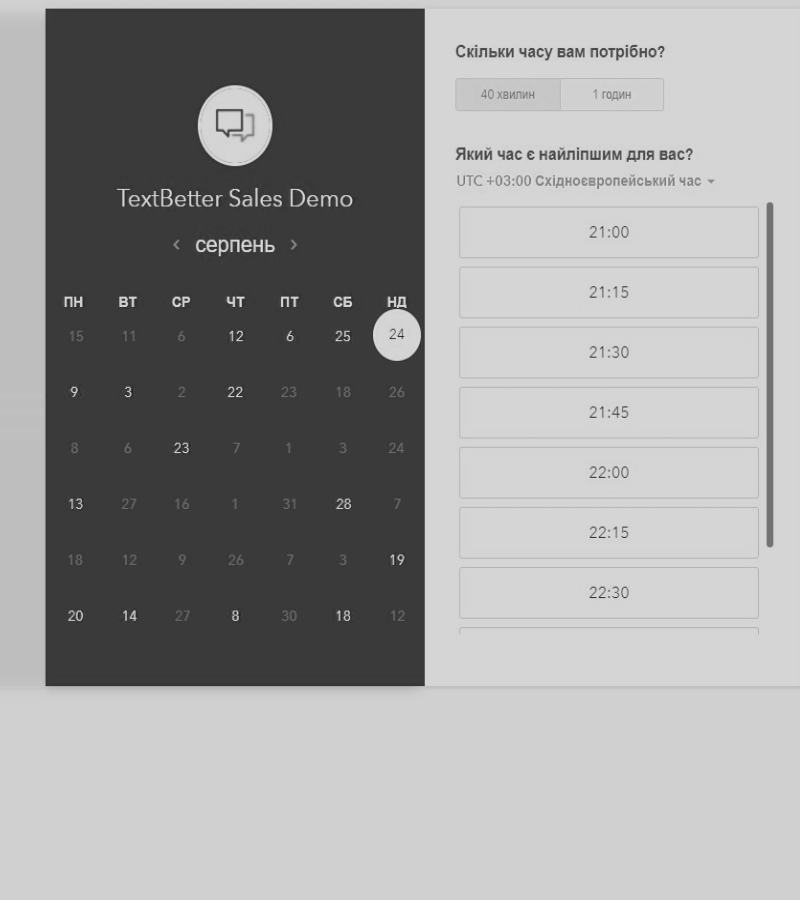 TextBetter Sales Demo
серпень
ПН ВТ СР ЧТ ПТ СБ НД
15 11 6 12 6 25 24
9 3 2 22 23 18 26
8 6 23 7 1 3 24
13 27 16 1 31 28 7
18 12 9 26 7 3 19
20 14 27 8 30 18 12
Скільки часу вам потрібно?
40 хвилин 1 годин
Який час є найліпшим для вас?
UTC +03:00 Східноєвропейський час
21:00
21:15
21:30
21:45
22:00
22:15
22:30